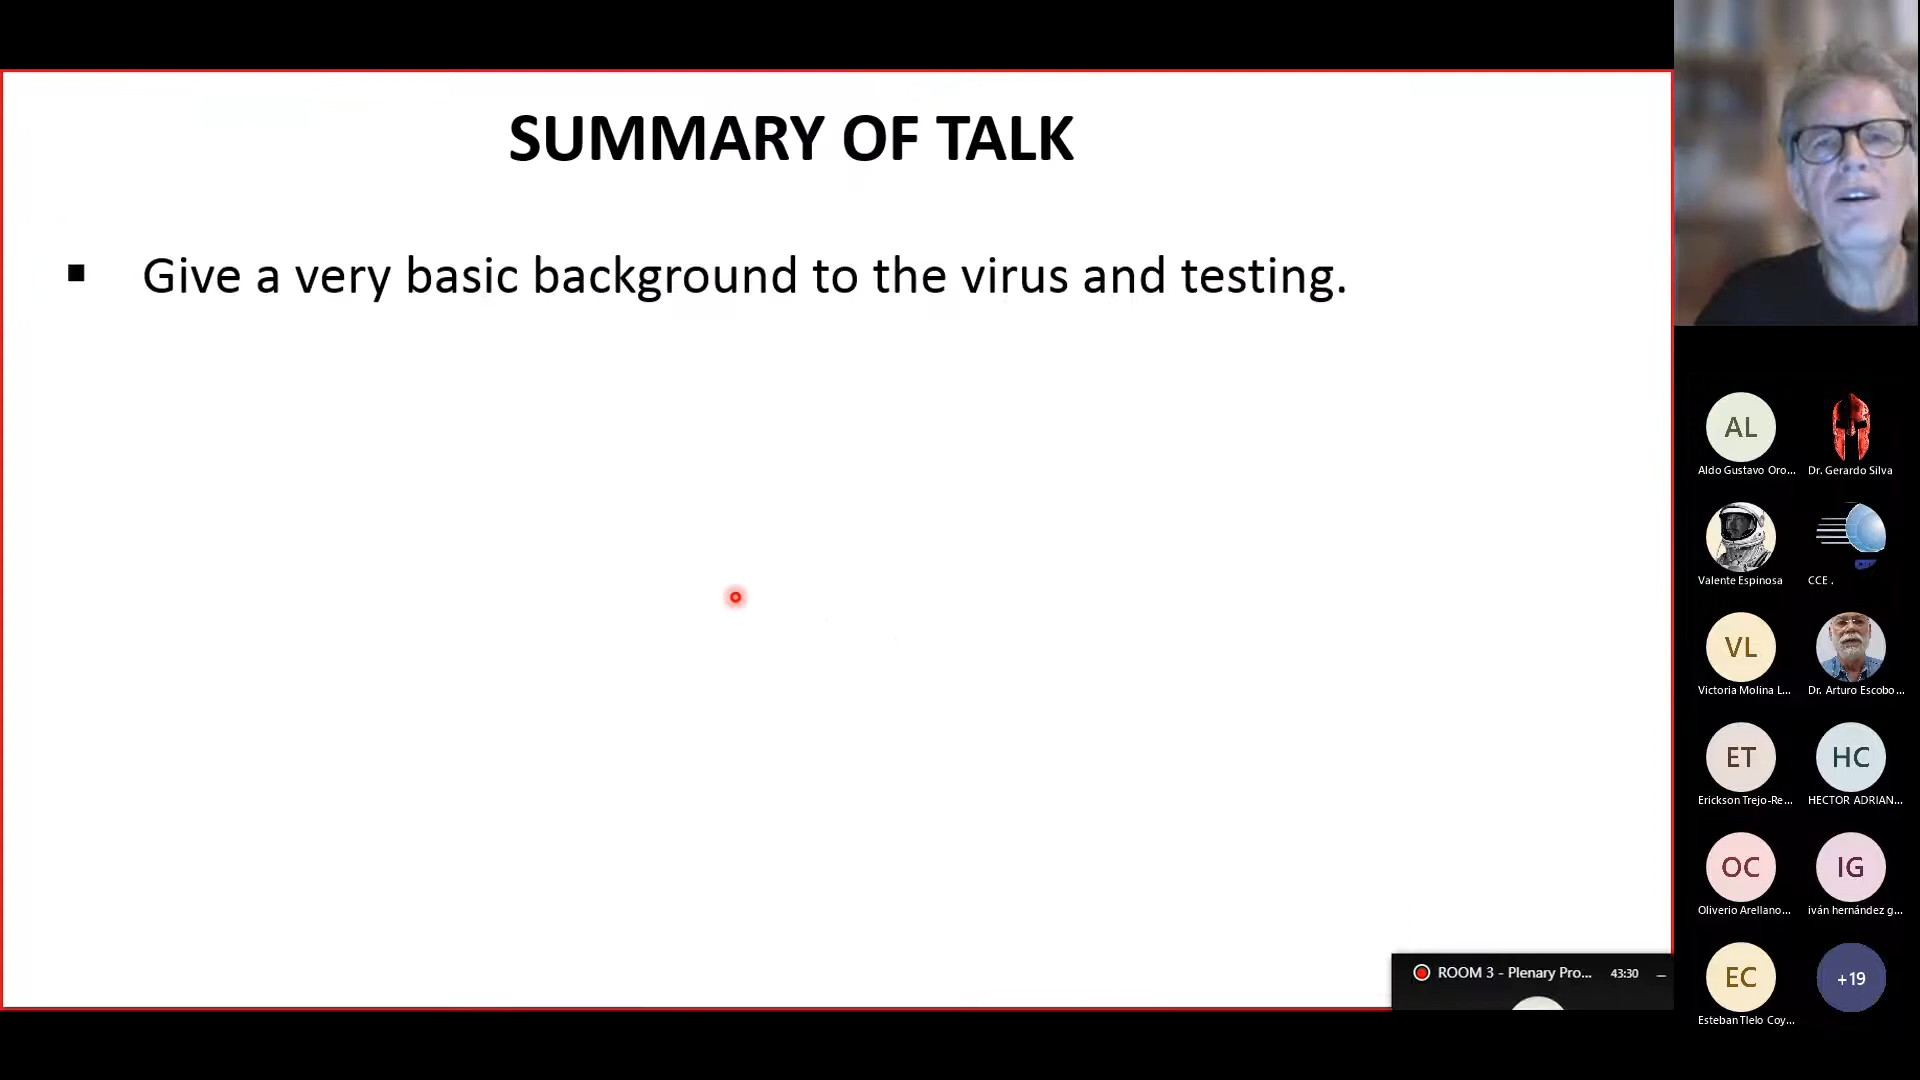 SUMMARY OF TALK
▪ Give a very basic background to the virus and testing.
AL
Aldo Gustavo Oro...
Dr. Gerardo Silva
Valente Espinosa
CCE .
VL
Victoria Molina L...
Dr. Arturo Escobo...
ET
Erickson Trejo-Re...
HC
HECTOR ADRIAN...
OC
Oliverio Arellano...
IG
iván hernández g...
EC
Esteban Tlelo Coy...
+19
ROOM 3 - Plenary Pro... 43:30